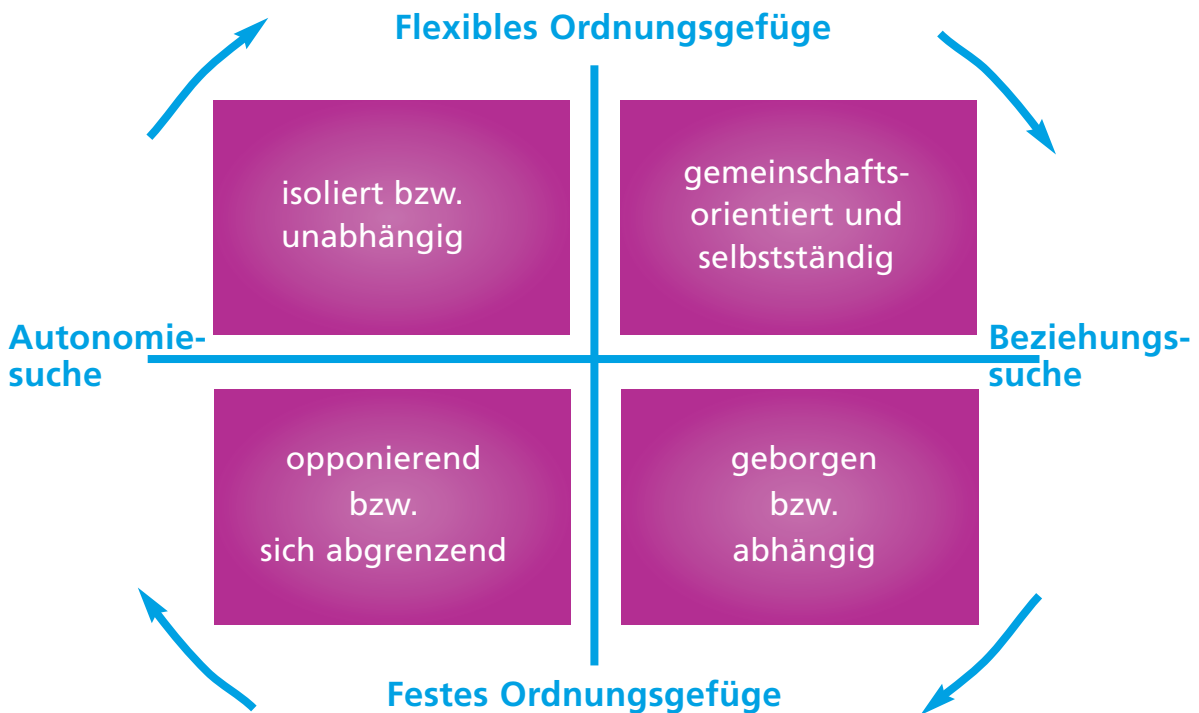 Flexibles Ordnungsgefüge
isoliert bzw.
unabhängig
gemeinschafts-
orientiert und
selbstständig
Autonomie-
suche
Beziehungs-
suche
opponierend
bzw.
sich abgrenzend
geborgen
bzw.
abhängig
Festes Ordnungsgefüge